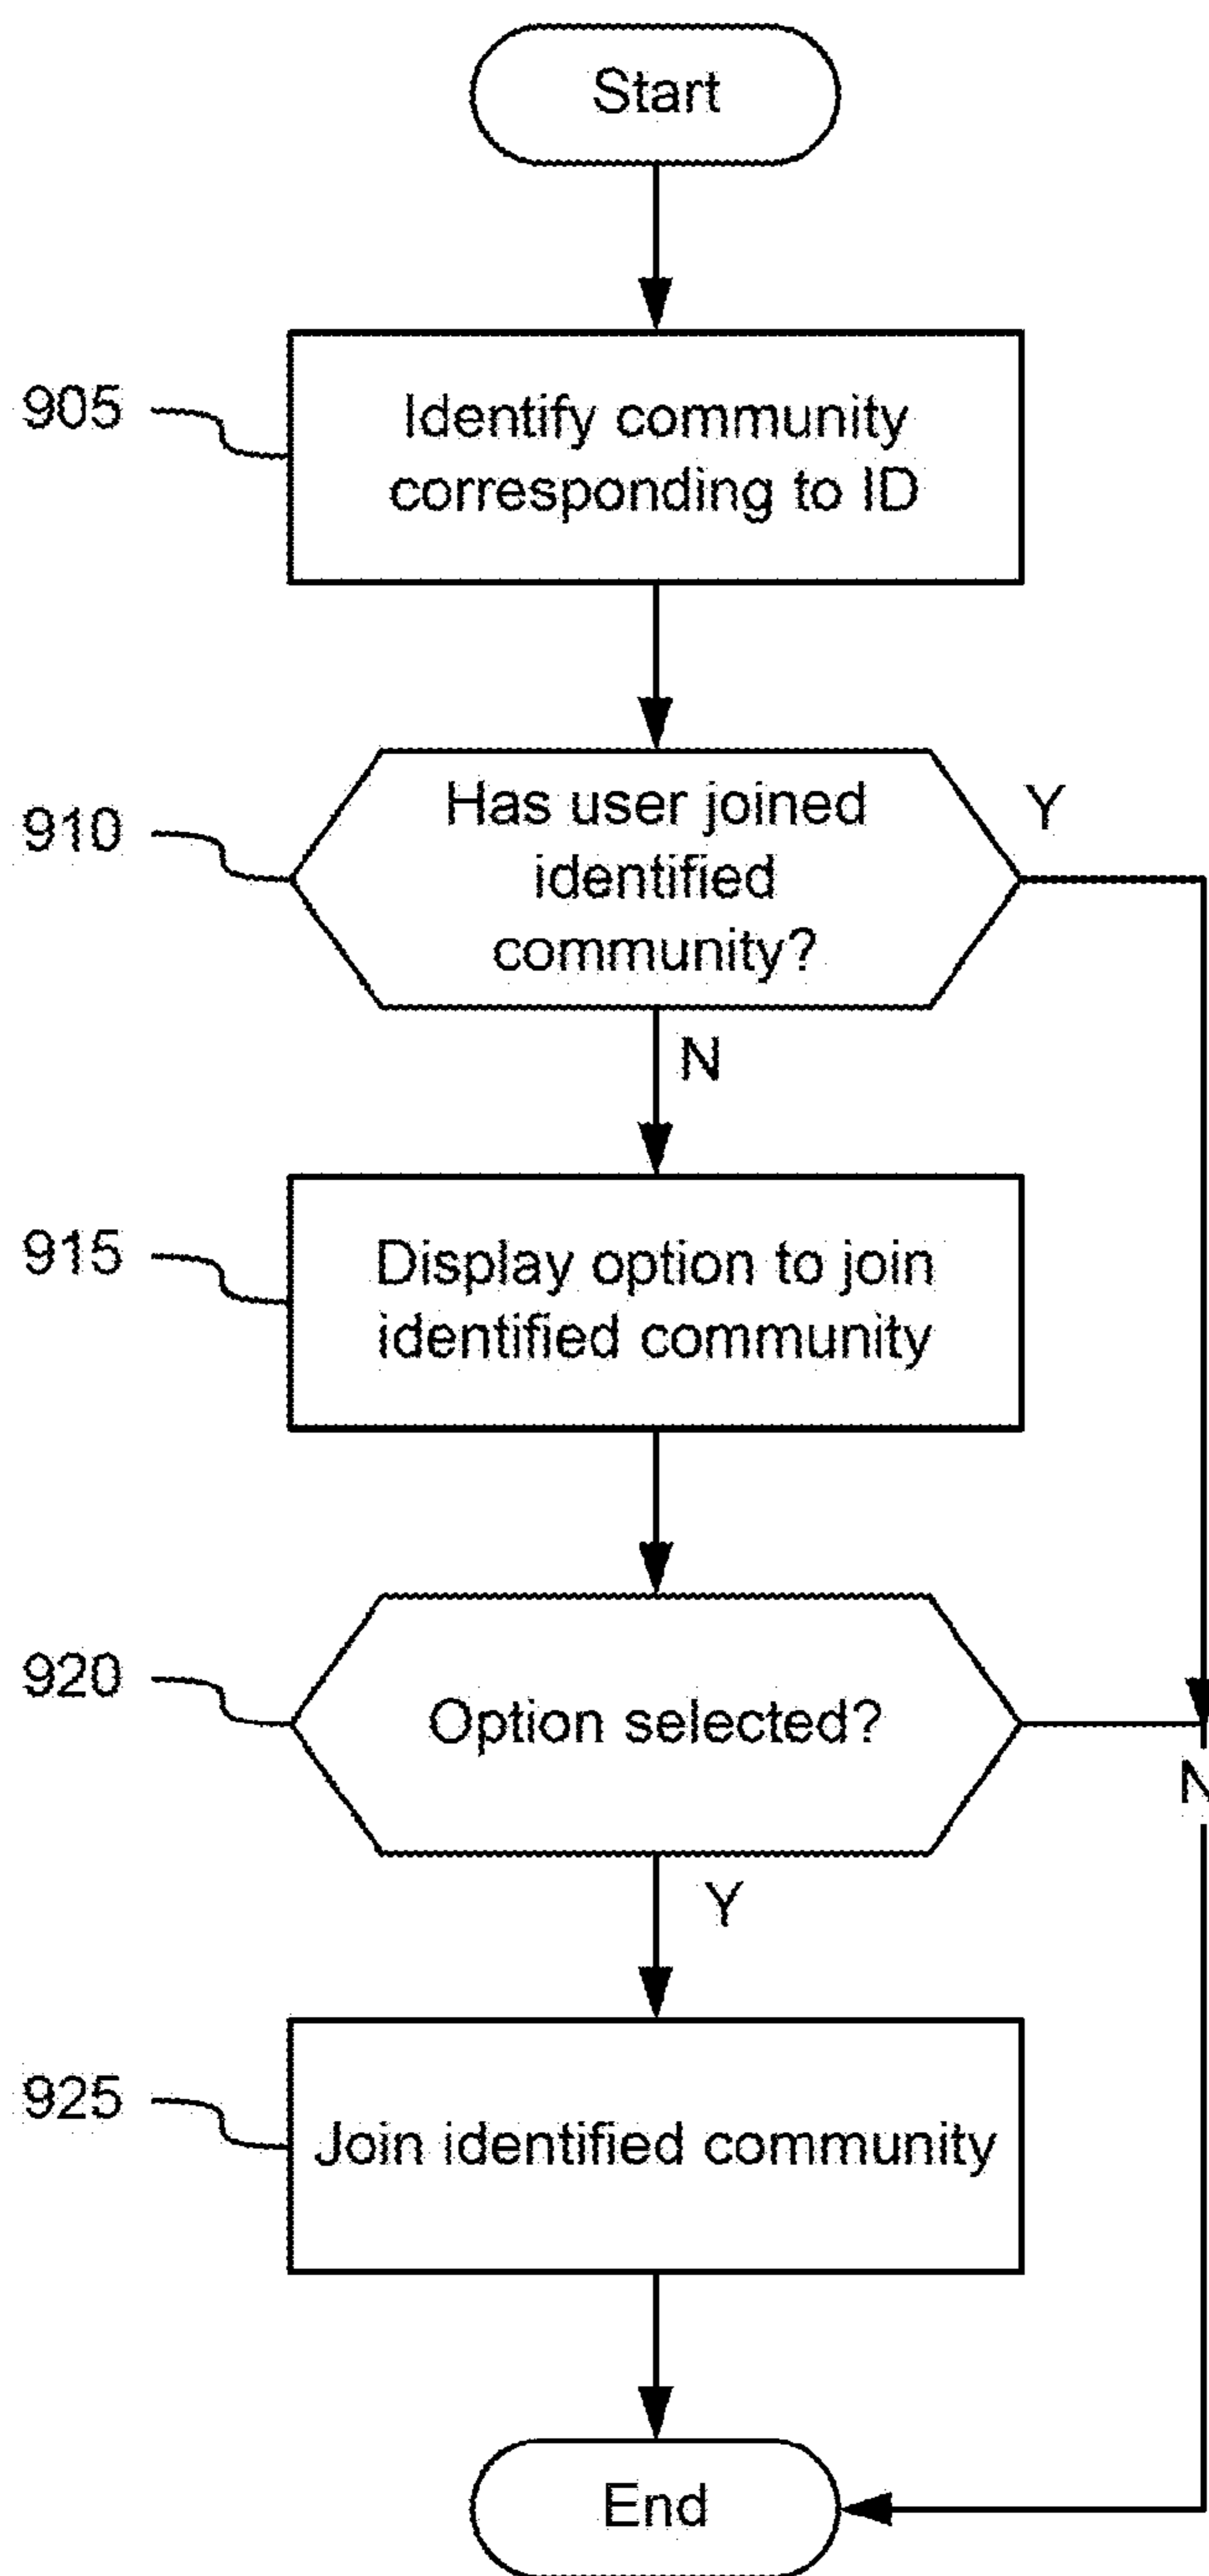 Start
905
Identify community
corresponding to ID
910
Has user joined
identified
community?
Y
N
915
Display option to join
identified community
920
Option selected?
N
Y
925
Join identified community
End